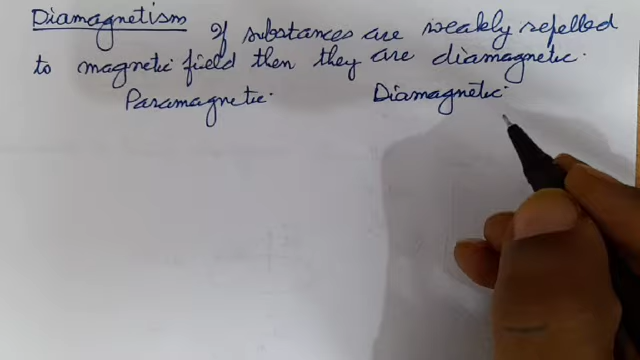 Diamagnetism If substances are weakly repelled
to magnetic field then they are diamagnetic.
Paramagnetic. Diamagnetic.